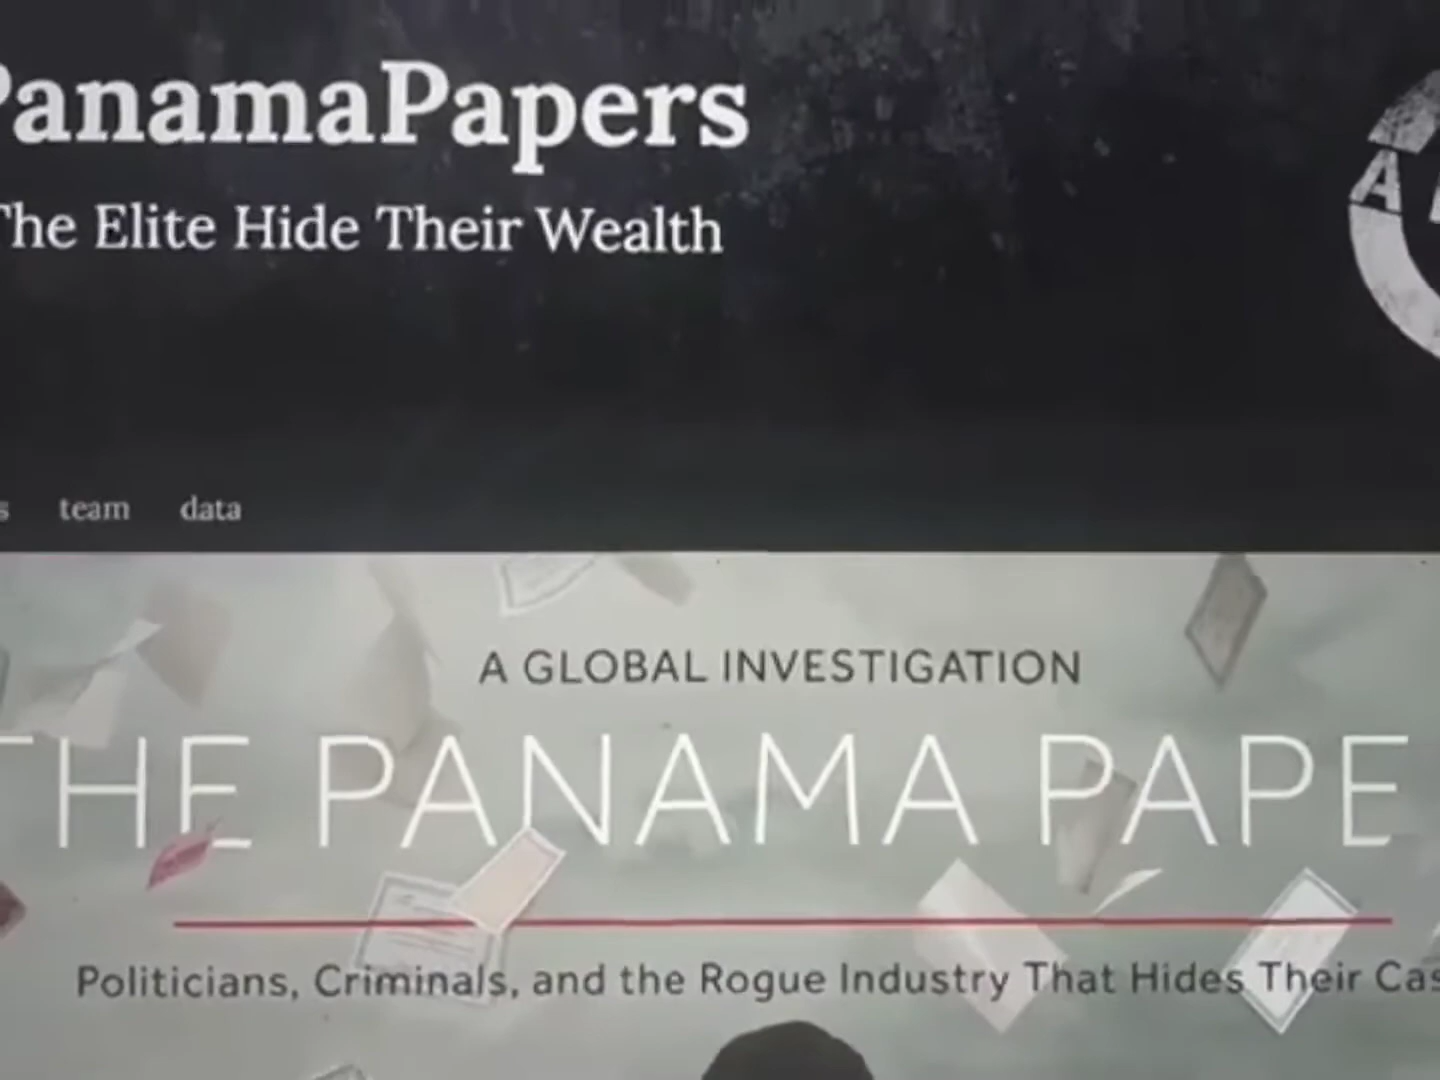 PanamaPapers
The Elite Hide Their Wealth
A
s team data
A GLOBAL INVESTIGATION
THE PANAMA PAPE
Politicians, Criminals, and the Rogue Industry That Hides Their Cas